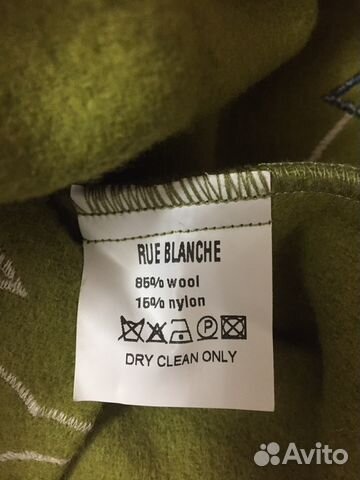 RUE BLANCHE
85% wool
15% nylon
P
DRY CLEAN ONLY
Avito